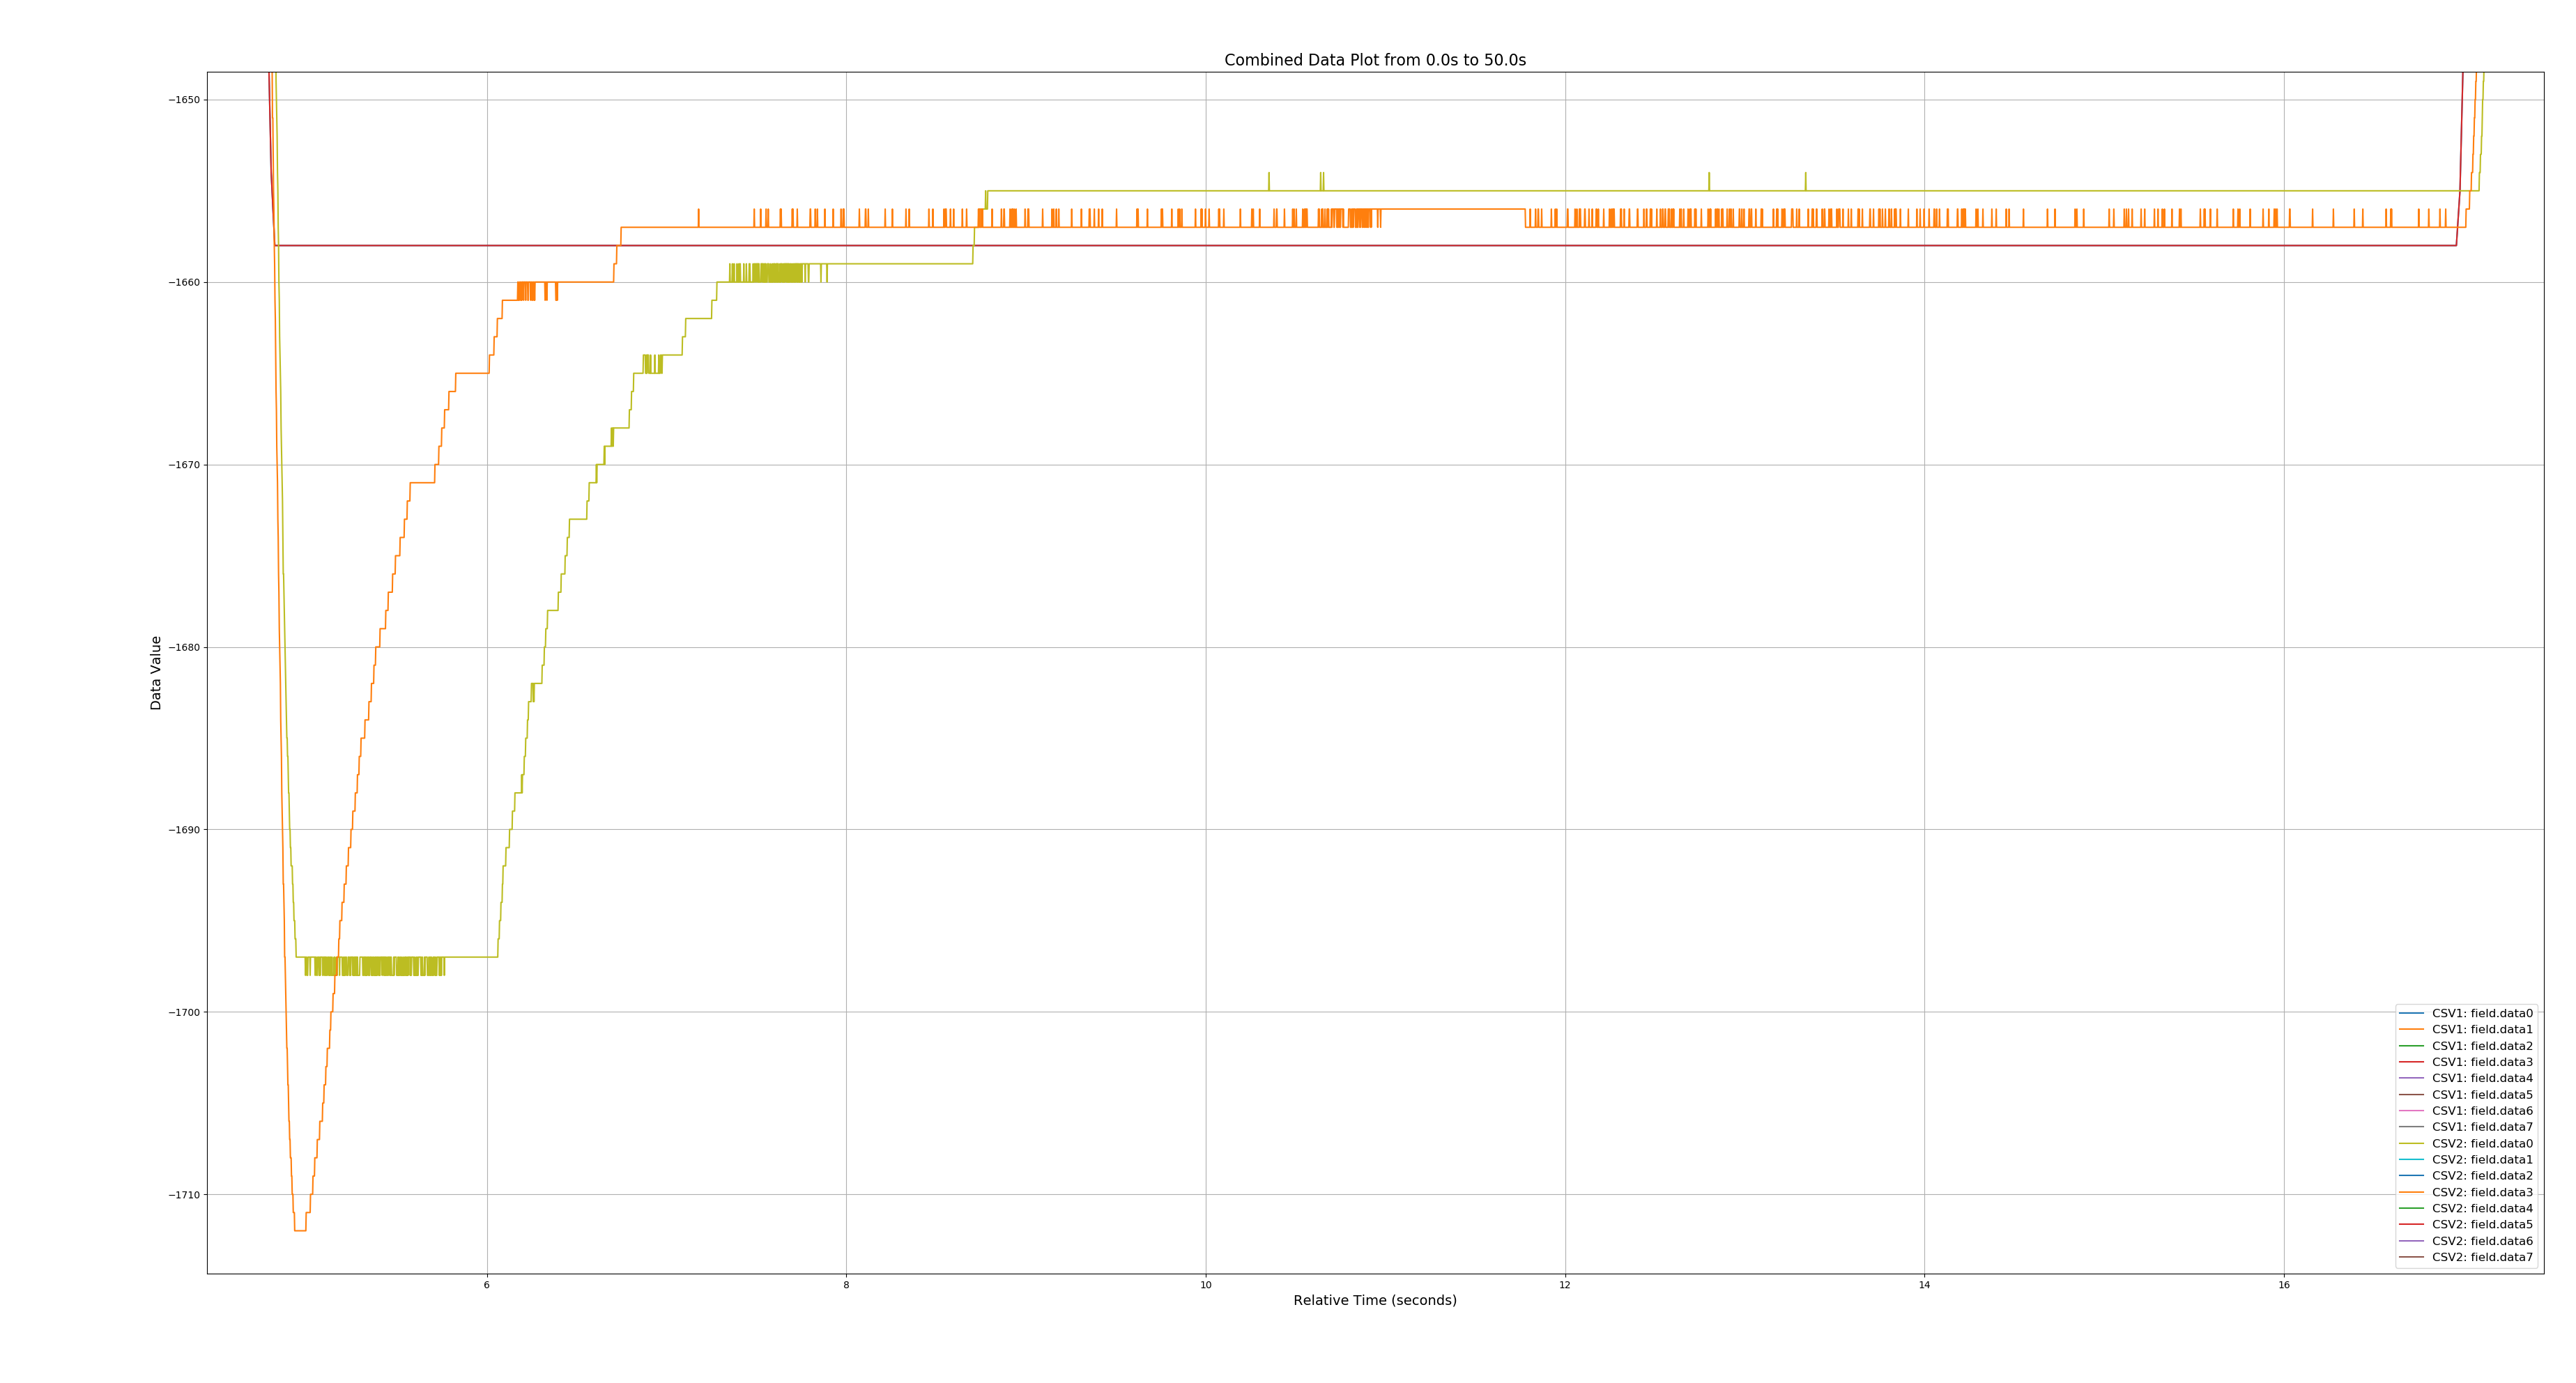 Combined Data Plot from 0.0s to 50.0s
−1650
−1660
−1670
−1680
−1690
−1700
−1710
Data Value
6
8
10
12
14
16
Relative Time (seconds)
CSV1: field.data0
CSV1: field.data1
CSV1: field.data2
CSV1: field.data3
CSV1: field.data4
CSV1: field.data5
CSV1: field.data6
CSV1: field.data7
CSV2: field.data0
CSV2: field.data1
CSV2: field.data2
CSV2: field.data3
CSV2: field.data4
CSV2: field.data5
CSV2: field.data6
CSV2: field.data7